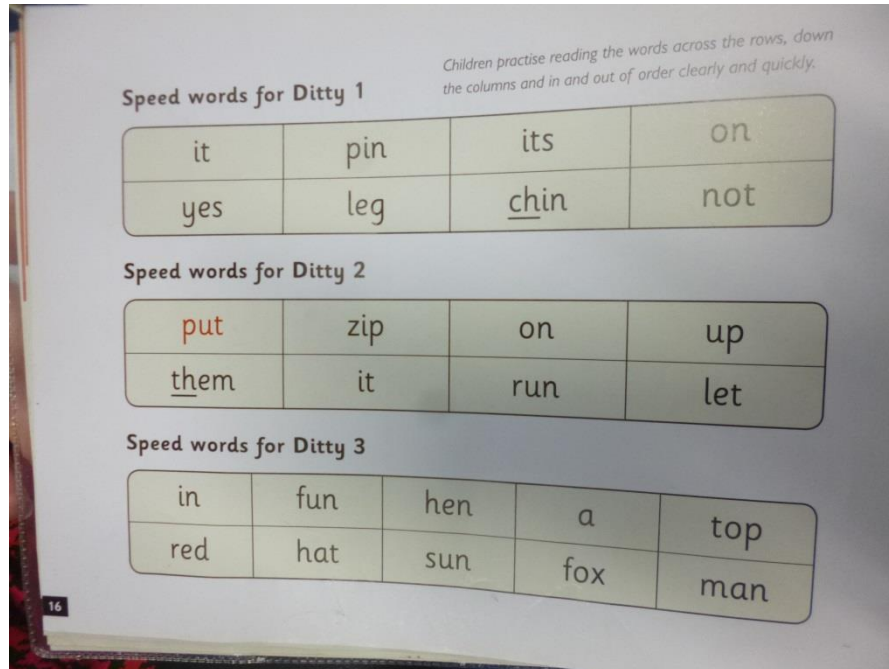 Children practise reading the words across the rows, down
the columns and in and out of order clearly and quickly.
Speed words for Ditty 1
it pin its on
yes leg chin not
Speed words for Ditty 2
put zip on up
them it run let
Speed words for Ditty 3
in fun hen a top
red hat sun fox man
16